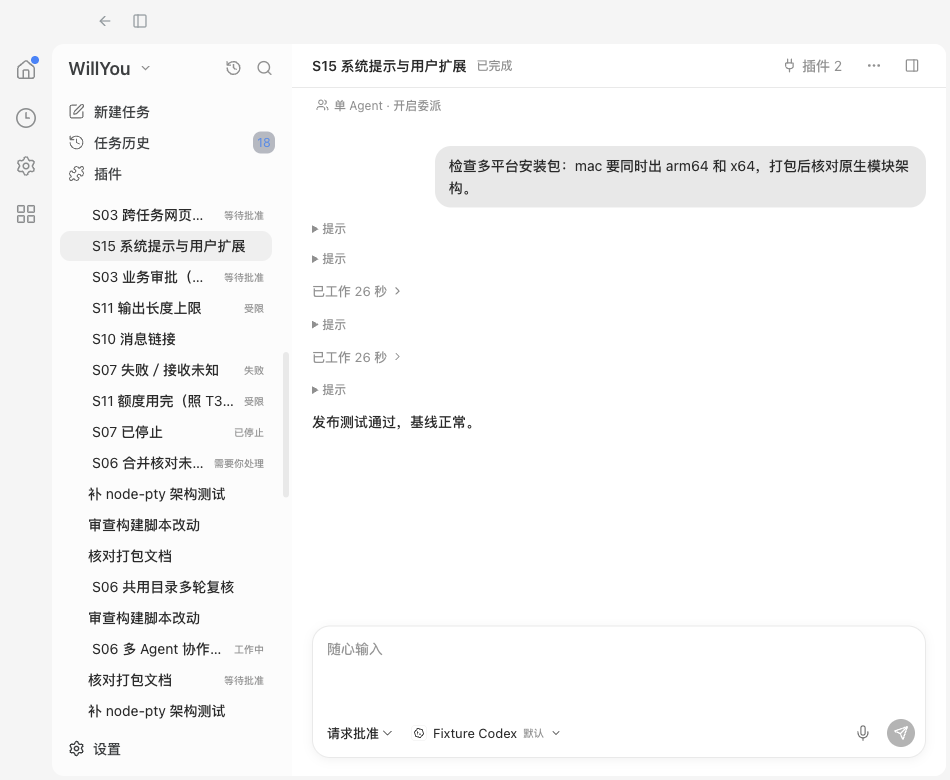 WillYou
新建任务
任务历史 18
插件
S03 跨任务网页... 等待批准
S15 系统提示与用户扩展
S03 业务审批（... 等待批准
S11 输出长度上限 受限
S10 消息链接
S07 失败 / 接收未知 失败
S11 额度用完（照 T3... 受限
S07 已停止 已停止
S06 合并核对未... 需要你处理
补 node-pty 架构测试
审查构建脚本改动
核对打包文档
S06 共用目录多轮复核
审查构建脚本改动
S06 多 Agent 协作... 工作中
核对打包文档 等待批准
补 node-pty 架构测试
设置
S15 系统提示与用户扩展 已完成 插件 2
单 Agent · 开启委派
检查多平台安装包：mac 要同时出 arm64 和 x64，打包后核对原生模块架
构。
提示
提示
已工作 26 秒
提示
已工作 26 秒
提示
发布测试通过，基线正常。
随心输入
请求批准 Fixture Codex 默认